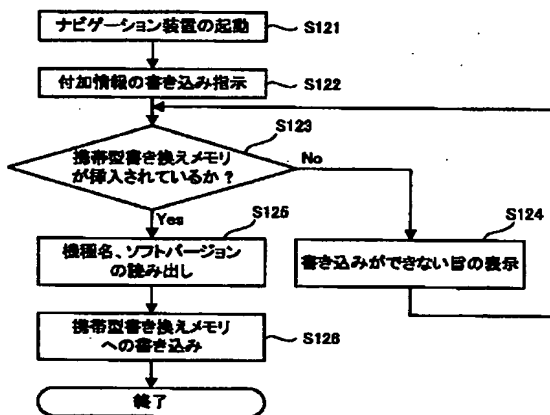 ナビゲーション装置の起動
S121
付加情報の書き込み指示
S122
S123
携帯型書き換えメモリ
が挿入されているか？
No
Yes
S125
機種名、ソフトバージョン
の読み出し
S124
書き込みができない旨の表示
携帯型書き換えメモリ
への書き込み
S126
終了